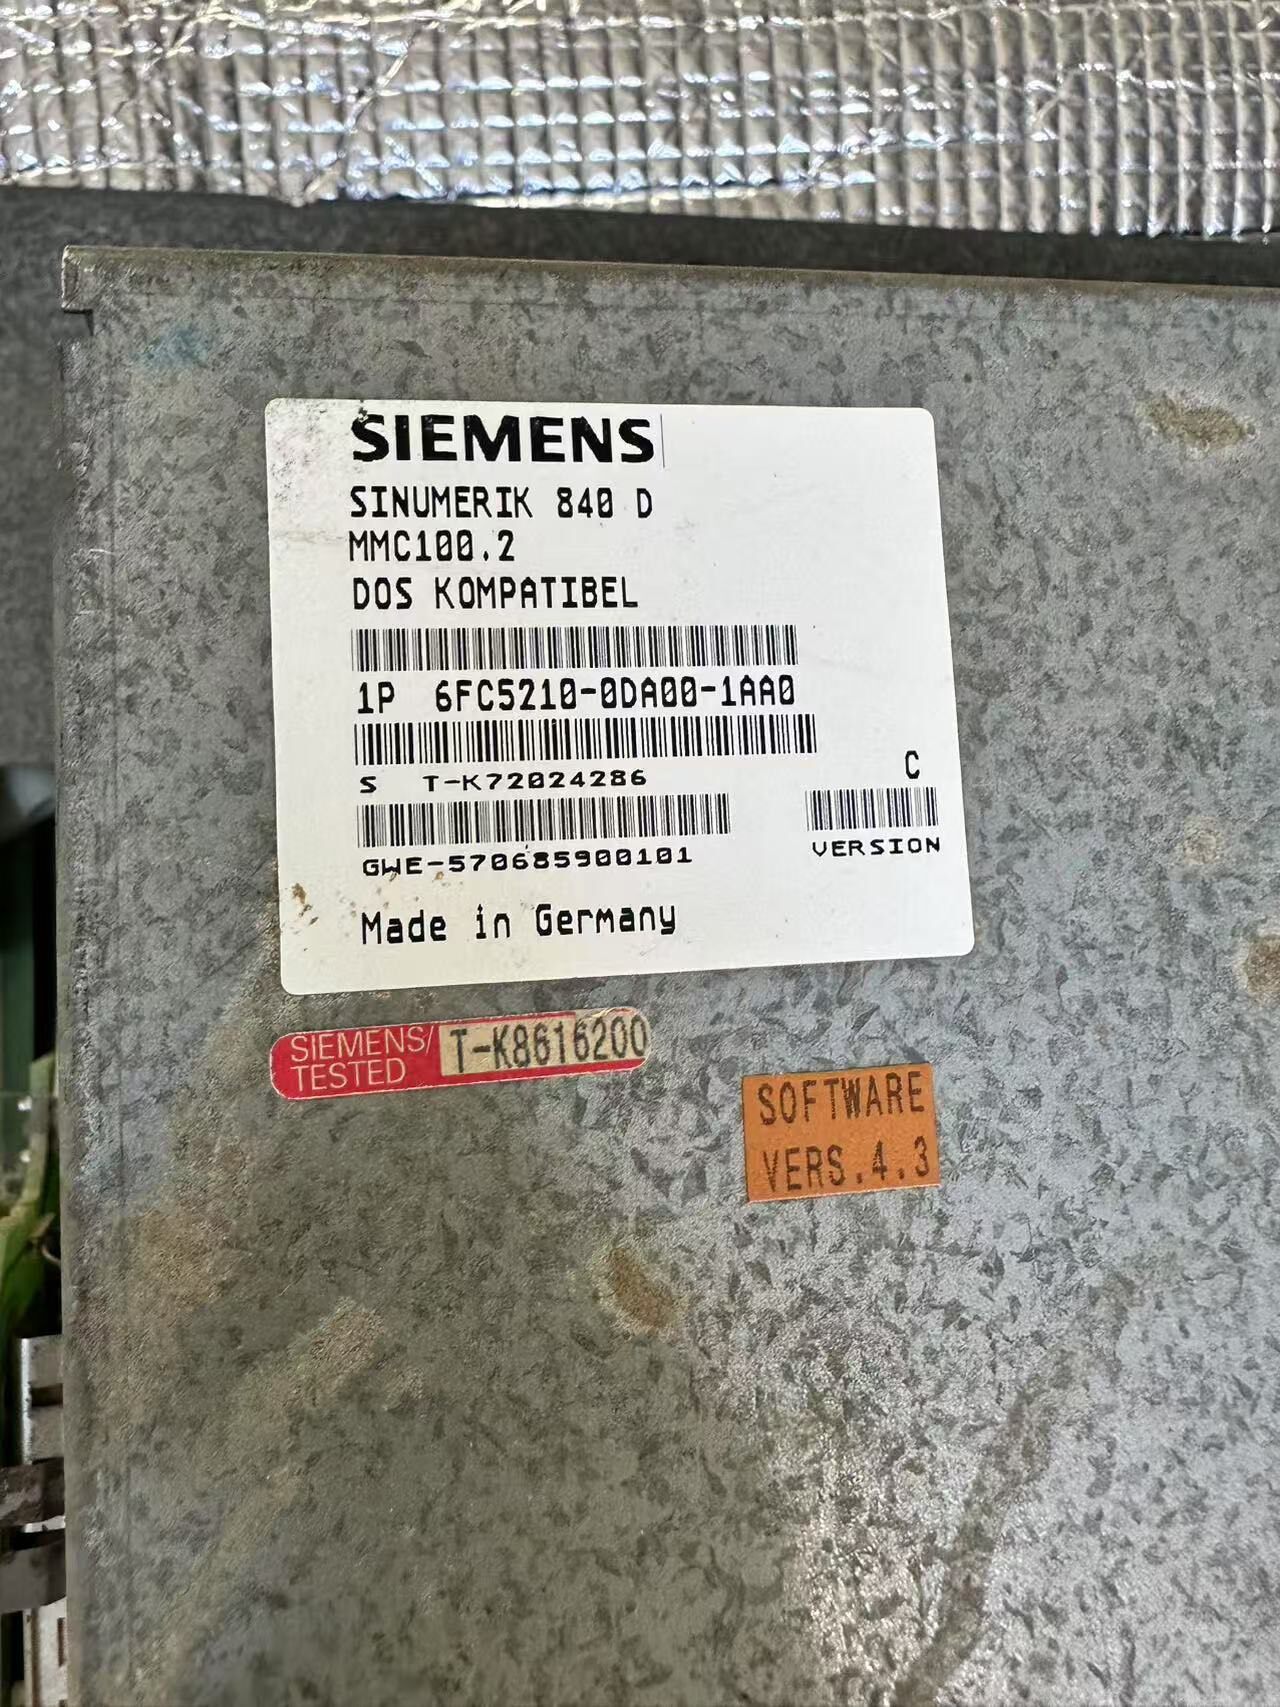 SIEMENS
SINUMERIK 840 D
MMC100.2
DOS KOMPATIBEL
1P 6FC5210-0DA00-1AA0
S T-K72024286
C
GWE-570685900101
VERSION
Made in Germany
SIEMENS/
TESTED
T-K8616200
SOFTWARE
VERS.4.3